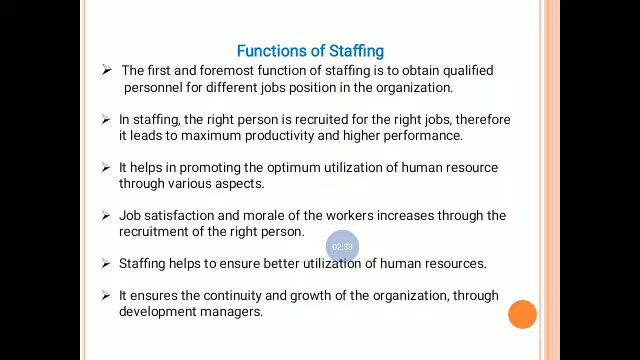 Functions of Staffing
➢ The first and foremost function of staffing is to obtain qualified
personnel for different jobs position in the organization.
➢ In staffing, the right person is recruited for the right jobs, therefore
it leads to maximum productivity and higher performance.
➢ It helps in promoting the optimum utilization of human resource
through various aspects.
➢ Job satisfaction and morale of the workers increases through the
recruitment of the right person.
02:33
➢ Staffing helps to ensure better utilization of human resources.
➢ It ensures the continuity and growth of the organization, through
development managers.